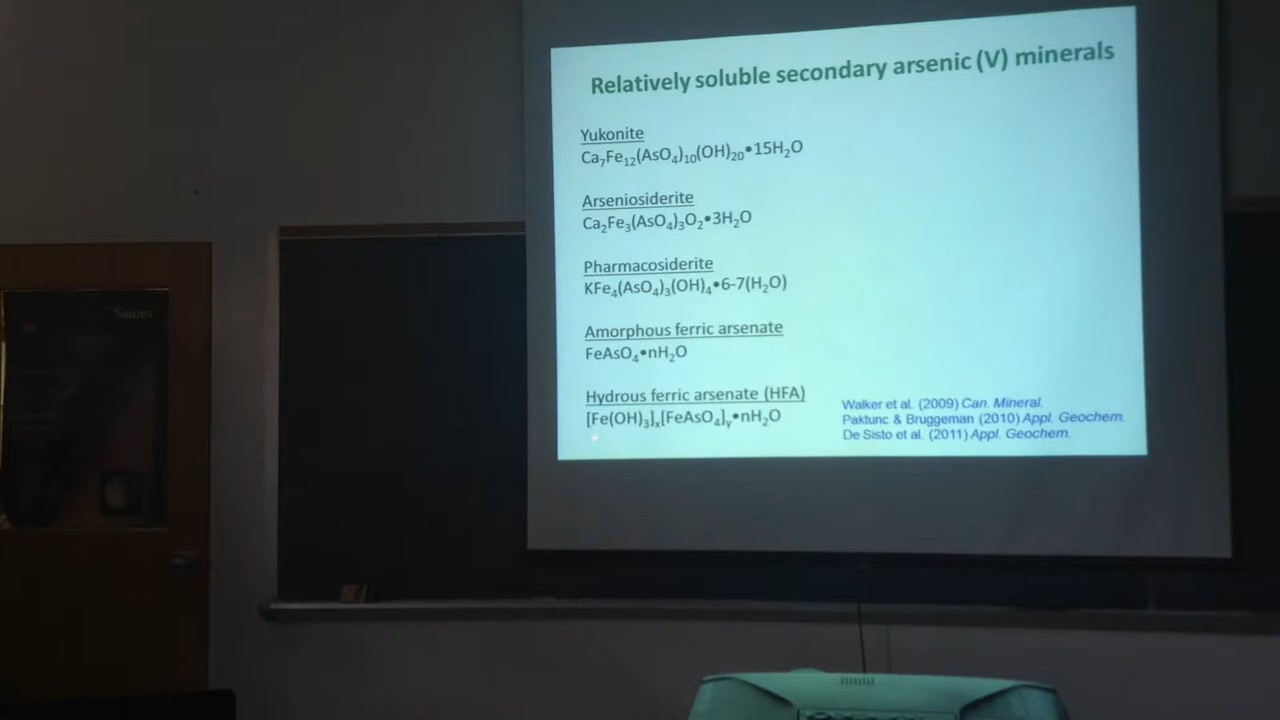 Relatively soluble secondary arsenic (V) minerals
Yukonite
Ca₇Fe₁₂(AsO₄)₁₀(OH)₂₀•15H₂O
Arseniosiderite
Ca₂Fe₃(AsO₄)₃O₂•3H₂O
Pharmacosiderite
KFe₄(AsO₄)₃(OH)₄•6-7(H₂O)
Amorphous ferric arsenate
FeAsO₄•nH₂O
Hydrous ferric arsenate (HFA)
[Fe(OH)₃]ₓ[FeAsO₄]ᵧ•nH₂O
Walker et al. (2009) Can. Mineral.
Paktunc & Bruggeman (2010) Appl. Geochem.
De Sisto et al. (2011) Appl. Geochem.
Saturn